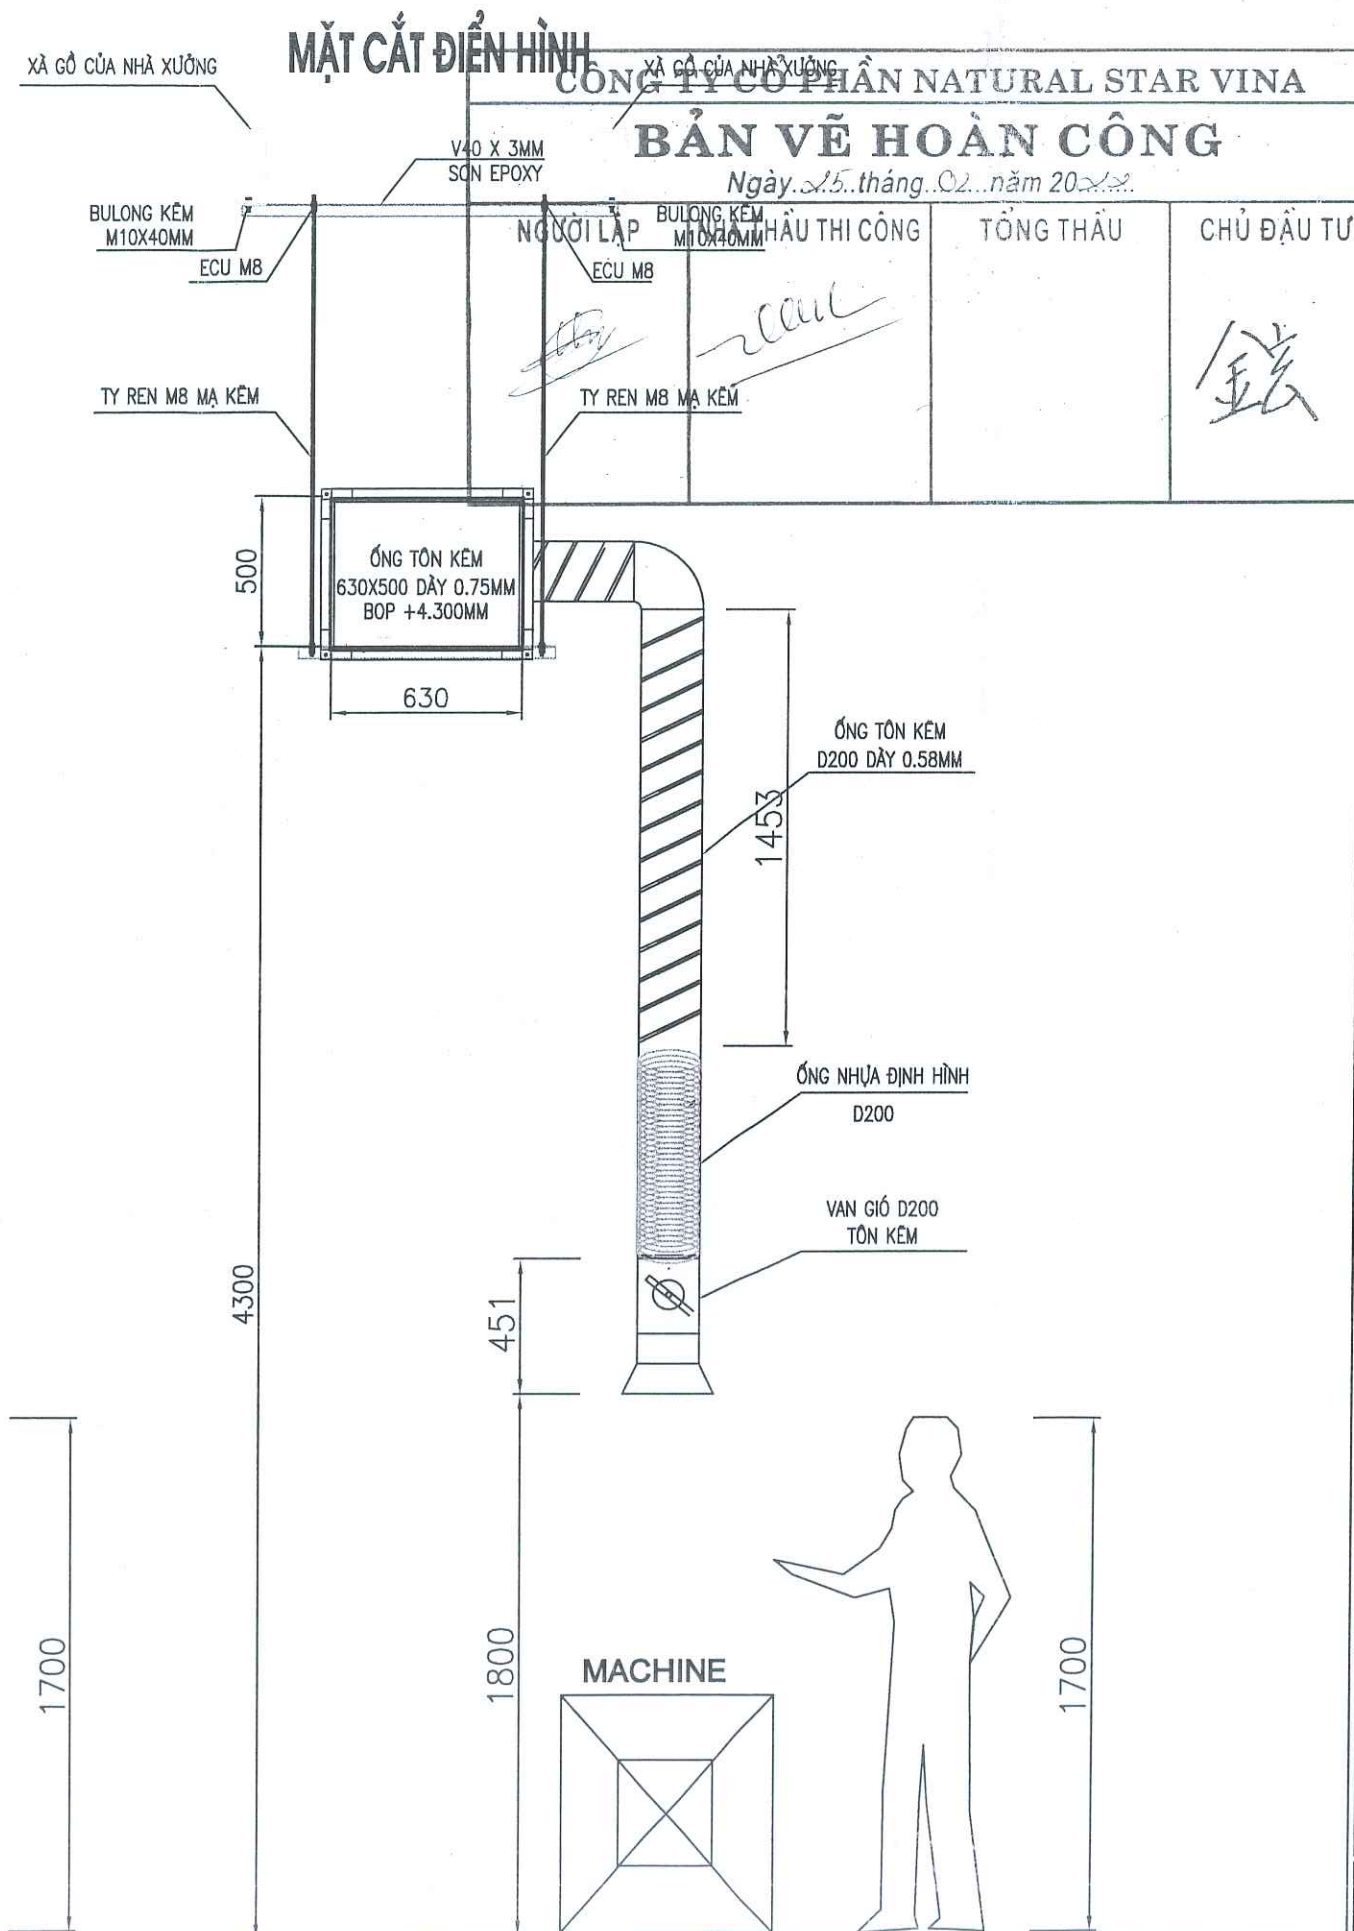 MẶT CẮT ĐIỂN HÌNH
XÀ GỒ CỦA NHÀ XƯỞNG
XÀ GỒ CỦA NHÀ XƯỞNG
CÔNG TY CỔ PHẦN NATURAL STAR VINA
BẢN VẼ HOÀN CÔNG
Ngày 25 tháng 02 năm 2022
V40 X 3MM
SƠN EPOXY
BULONG KẼM
M10X40MM
BULONG KẼM
M10X40MM
NGƯỜI LẬP
NHÀ THẦU THI CÔNG
TỔNG THẦU
CHỦ ĐẦU TƯ
ECU M8
ECU M8
TY REN M8 MẠ KẼM
TY REN M8 MẠ KẼM
500
ỐNG TÔN KẼM
630X500 DÀY 0.75MM
BOP +4.300MM
630
ỐNG TÔN KẼM
D200 DÀY 0.58MM
1453
ỐNG NHỰA ĐỊNH HÌNH
D200
VAN GIÓ D200
TÔN KẼM
4300
451
1700
1800
MACHINE
1700